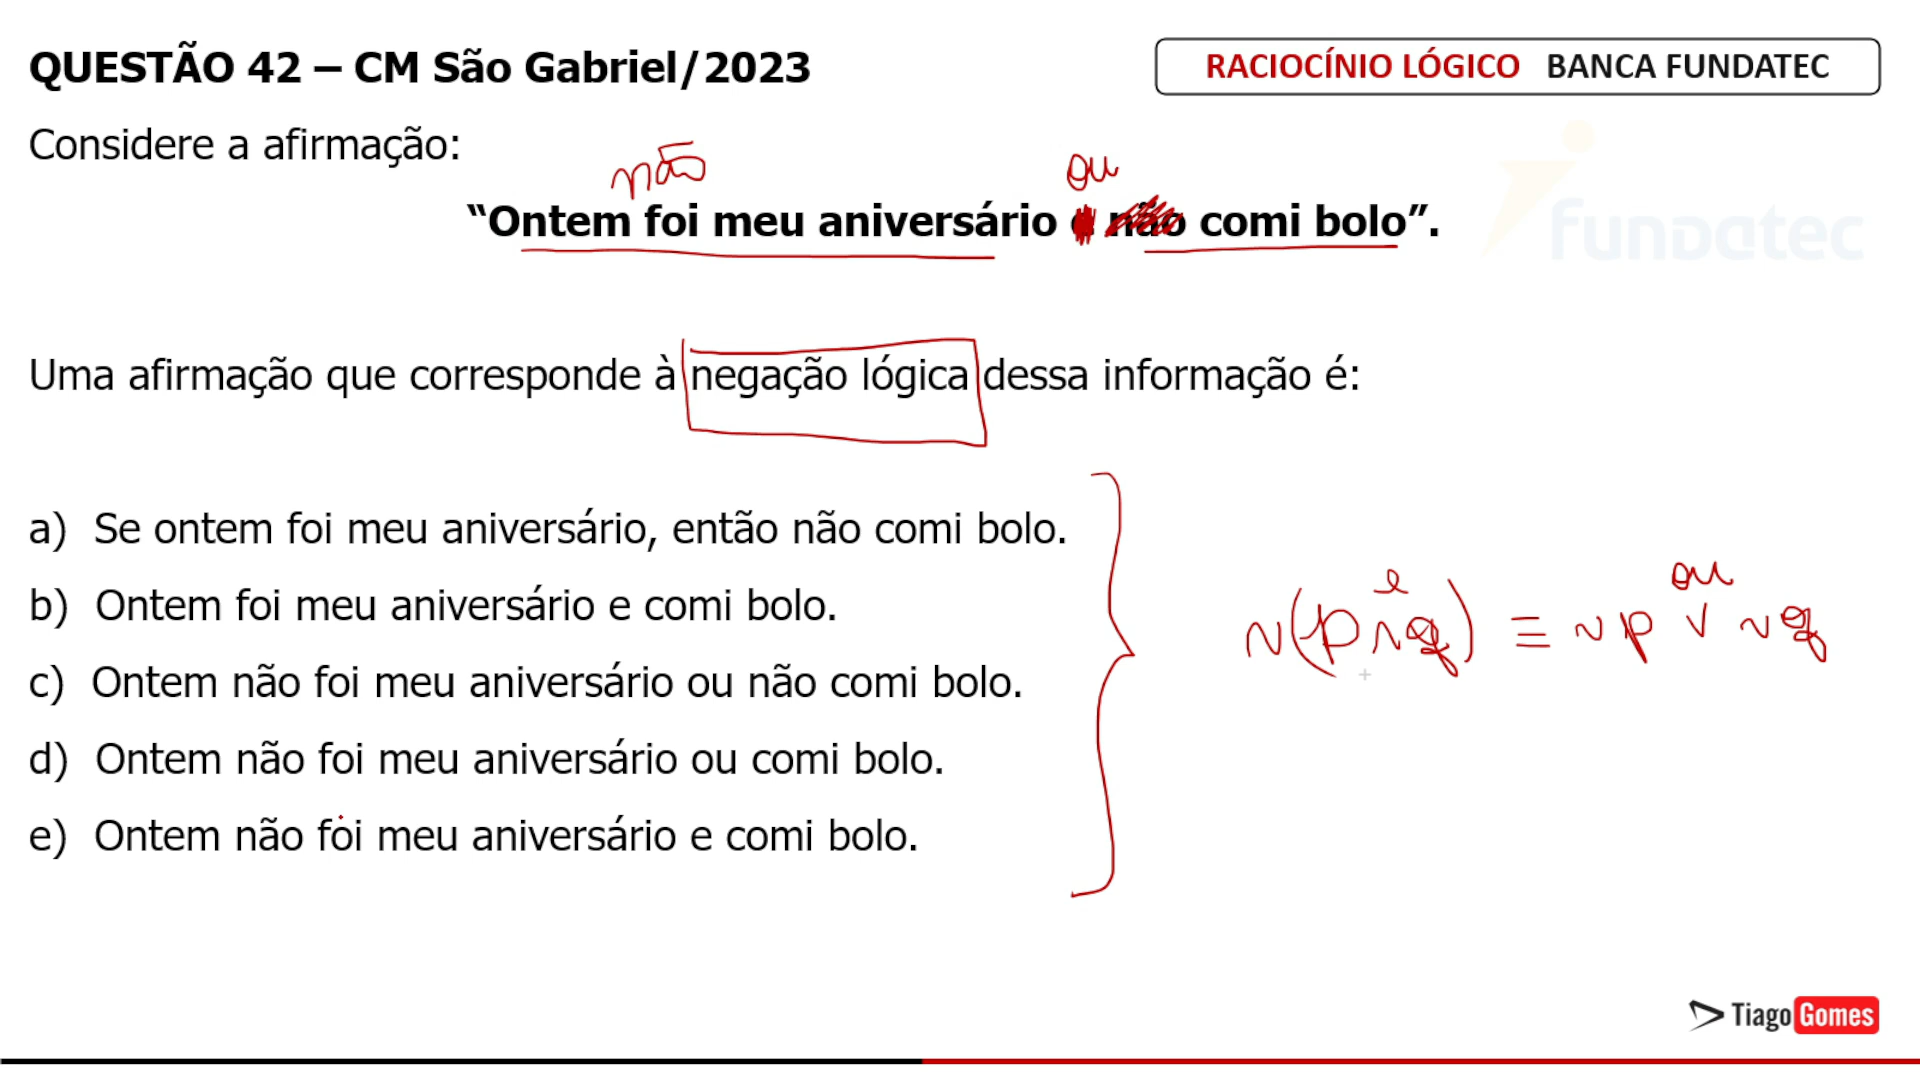 QUESTÃO 42 – CM São Gabriel/2023
RACIOCÍNIO LÓGICO BANCA FUNDATEC
Considere a afirmação:
não ou
“Ontem foi meu aniversário e não comi bolo”.
fundatec
Uma afirmação que corresponde à negação lógica dessa informação é:
a) Se ontem foi meu aniversário, então não comi bolo.
b) Ontem foi meu aniversário e comi bolo.
c) Ontem não foi meu aniversário ou não comi bolo.
d) Ontem não foi meu aniversário ou comi bolo.
e) Ontem não foi meu aniversário e comi bolo.
e ou
~(p ∧ q) ≡ ~p ∨ ~q
Tiago Gomes